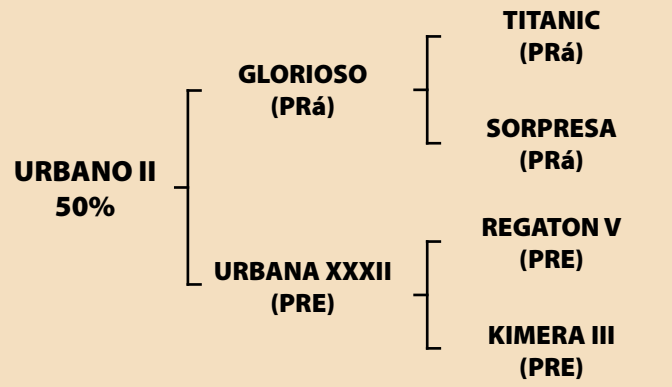 TITANIC
(PRá)
GLORIOSO
(PRá)
SORPRESA
(PRá)
URBANO II
50%
REGATON V
(PRE)
URBANA XXXII
(PRE)
KIMERA III
(PRE)